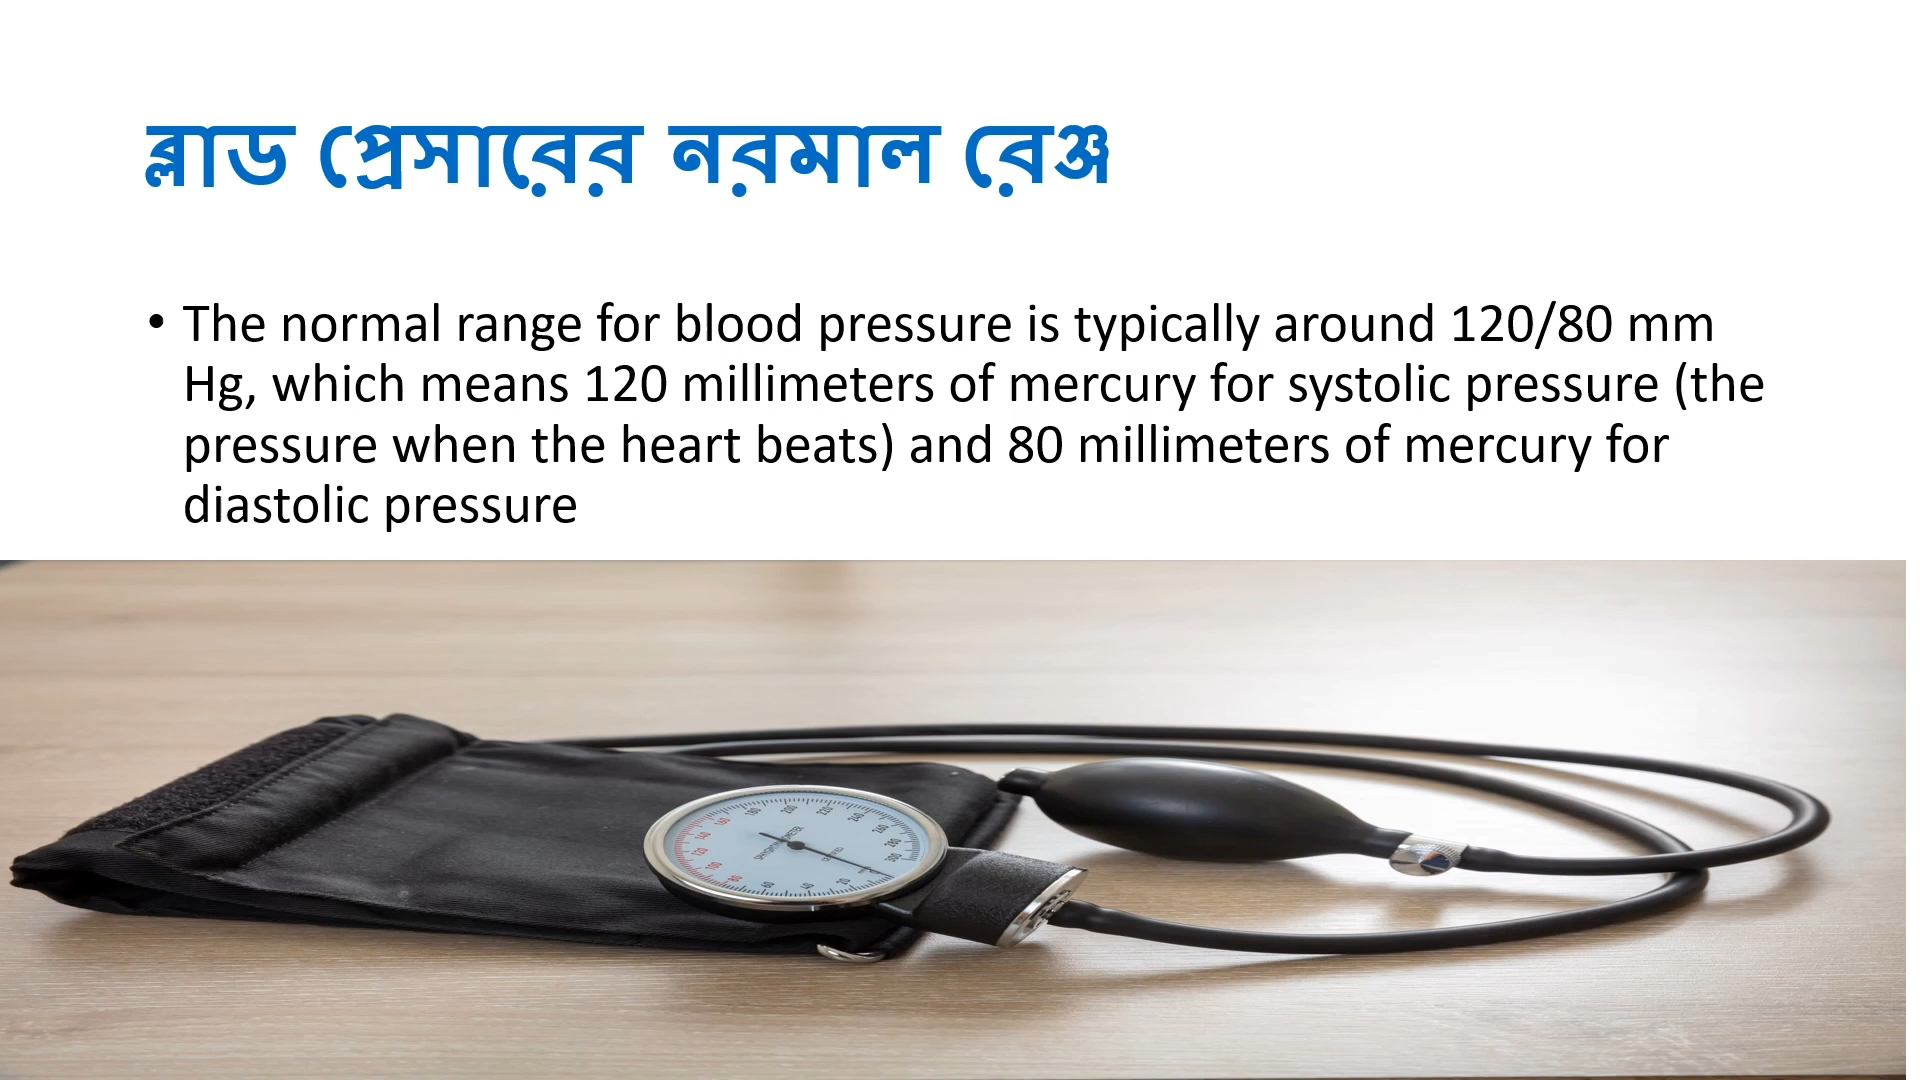 ব্লাড প্রেসারের নরমাল রেঞ্জ
• The normal range for blood pressure is typically around 120/80 mm
Hg, which means 120 millimeters of mercury for systolic pressure (the
pressure when the heart beats) and 80 millimeters of mercury for
diastolic pressure